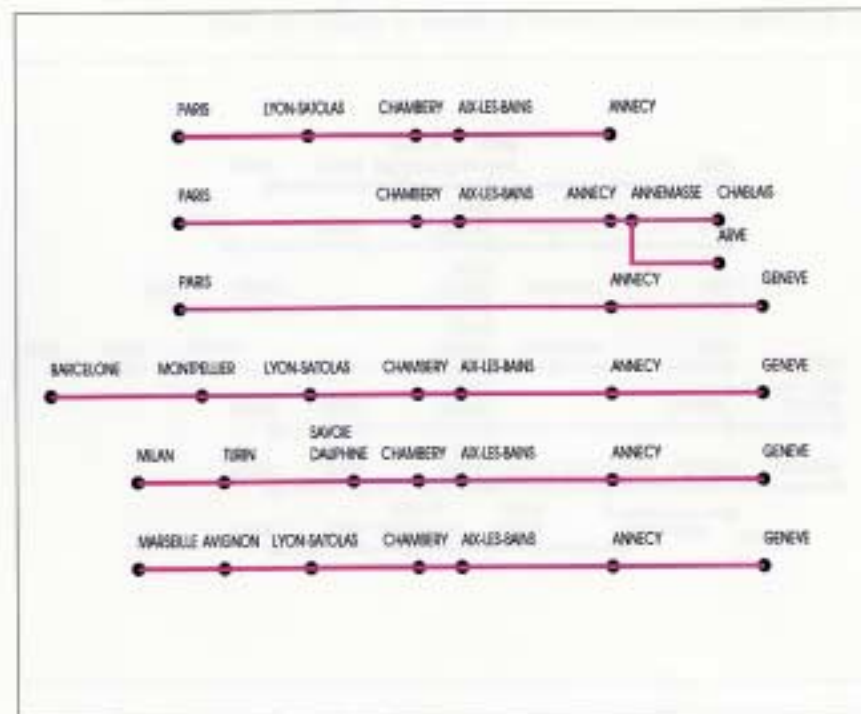 PARIS LYON-SATOLAS CHAMBERY AIX-LES-BAINS ANNECY
PARIS CHAMBERY AIX-LES-BAINS ANNECY ANNEMASSE CHABLAIS
ARVE
PARIS ANNECY GENEVE
BARCELONE MONTPELLIER LYON-SATOLAS CHAMBERY AIX-LES-BAINS ANNECY GENEVE
SAVOIE
MILAN TURIN DAUPHINE CHAMBERY AIX-LES-BAINS ANNECY GENEVE
MARSEILLE AVIGNON LYON-SATOLAS CHAMBERY AIX-LES-BAINS ANNECY GENEVE